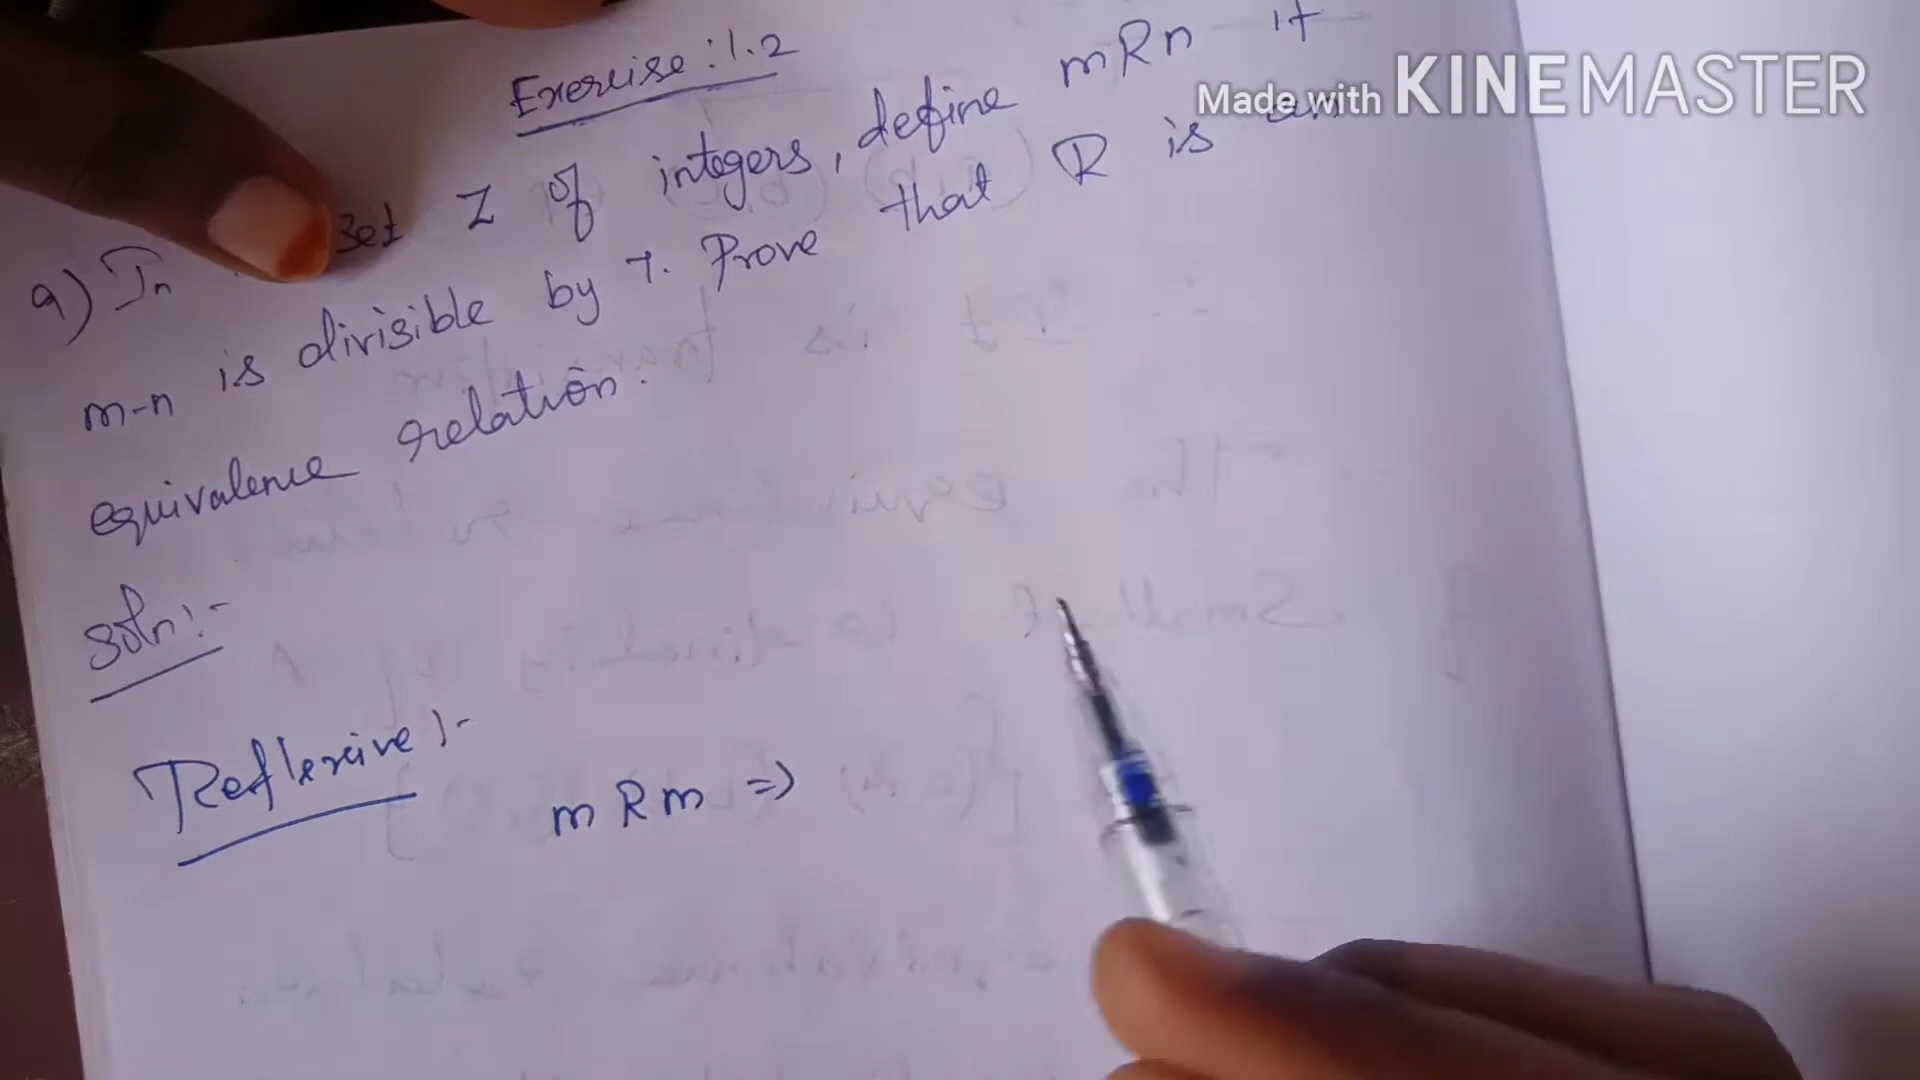 Exercise :1.2
Made with KINEMASTER
9) In set Z of integers, define mRn if
m-n is divisible by 7. Prove that R is an
equivalence relation.
Soln:-
Reflexive:-
mRm =>